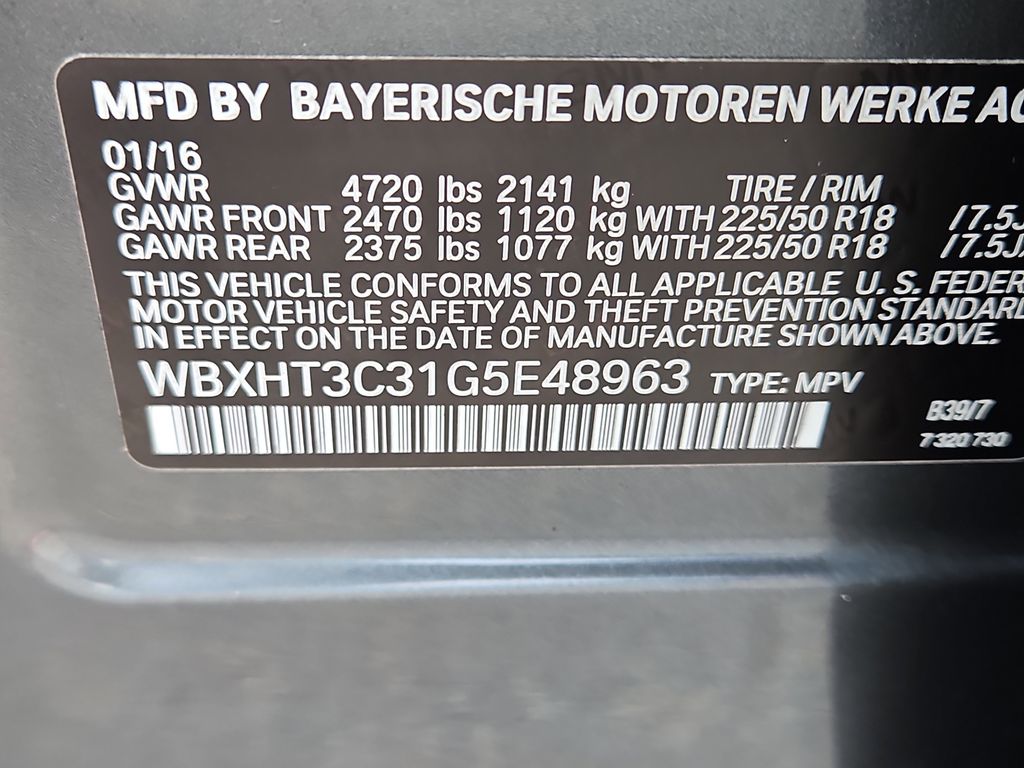 MFD BY BAYERISCHE MOTOREN WERKE AG
01/16
GVWR 4720 lbs 2141 kg TIRE / RIM
GAWR FRONT 2470 lbs 1120 kg WITH 225/50 R18 /7.5J
GAWR REAR 2375 lbs 1077 kg WITH 225/50 R18 /7.5J
THIS VEHICLE CONFORMS TO ALL APPLICABLE U. S. FEDER
MOTOR VEHICLE SAFETY AND THEFT PREVENTION STANDARD
IN EFFECT ON THE DATE OF MANUFACTURE SHOWN ABOVE.
WBXHT3C31G5E48963 TYPE: MPV
B39/7
7 320 730